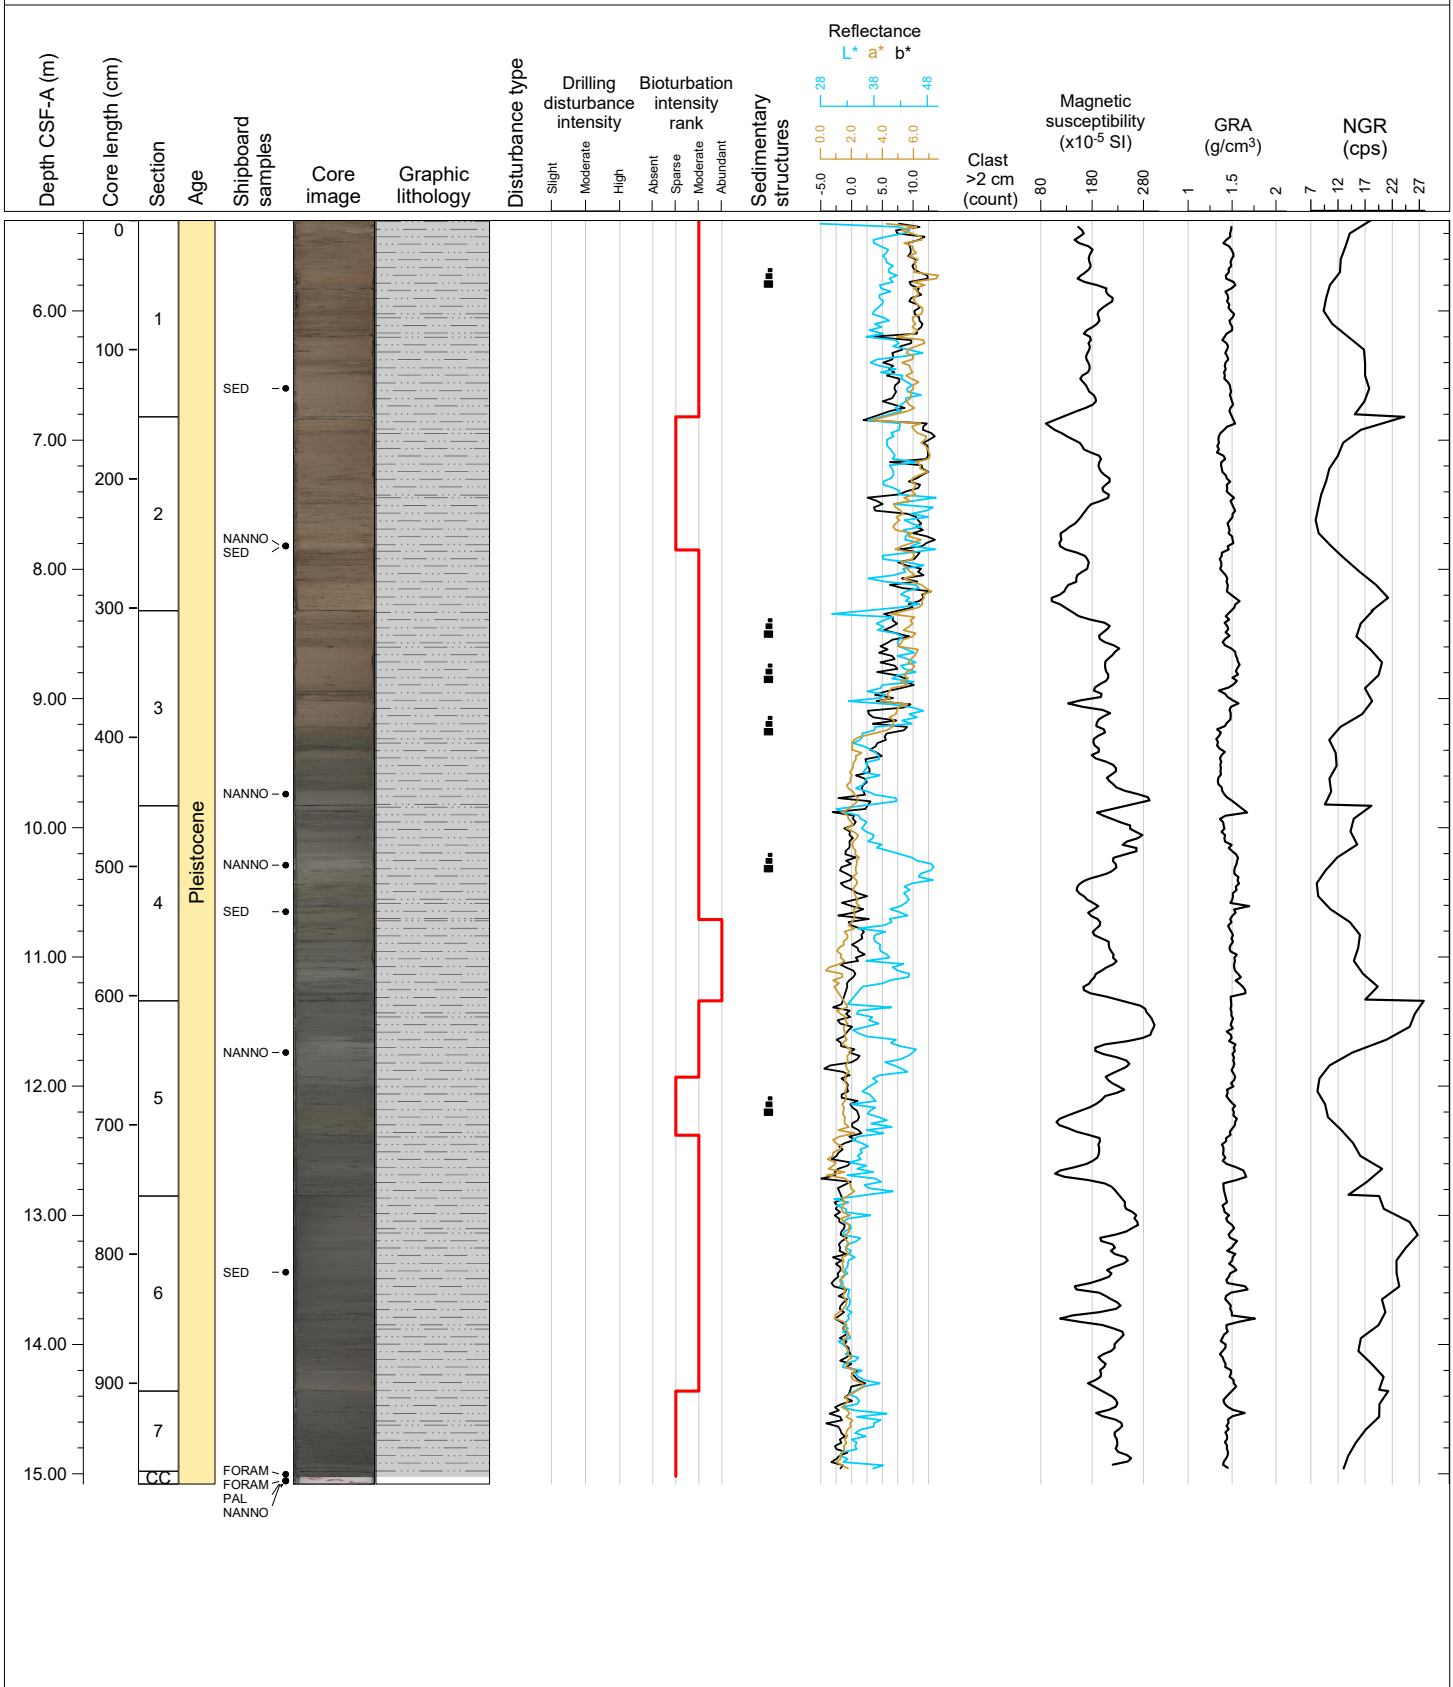 Depth CSF-A (m)
Core length (cm)
Section
Age
Shipboard
samples
Core
image
Graphic
lithology
Disturbance type
Drilling
disturbance
intensity
Slight
Moderate
High
Bioturbation
intensity
rank
Absent
Sparse
Moderate
Abundant
Sedimentary
structures
Reflectance
L* a* b*
28 38 48
0.0 2.0 4.0 6.0
-5.0 0.0 5.0 10.0
Clast
>2 cm
(count)
Magnetic
susceptibility
(x10-5 SI)
80 180 280
GRA
(g/cm3)
1 1.5 2
NGR
(cps)
7 12 17 22 27
0
6.00
1
100
SED
7.00
200
2
NANNO
SED
8.00
300
9.00
3
400
NANNO
Pleistocene
10.00
500
NANNO
4
SED
11.00
600
NANNO
12.00
5
700
13.00
800
SED
6
14.00
900
7
15.00
CC
FORAM
FORAM
PAL
NANNO